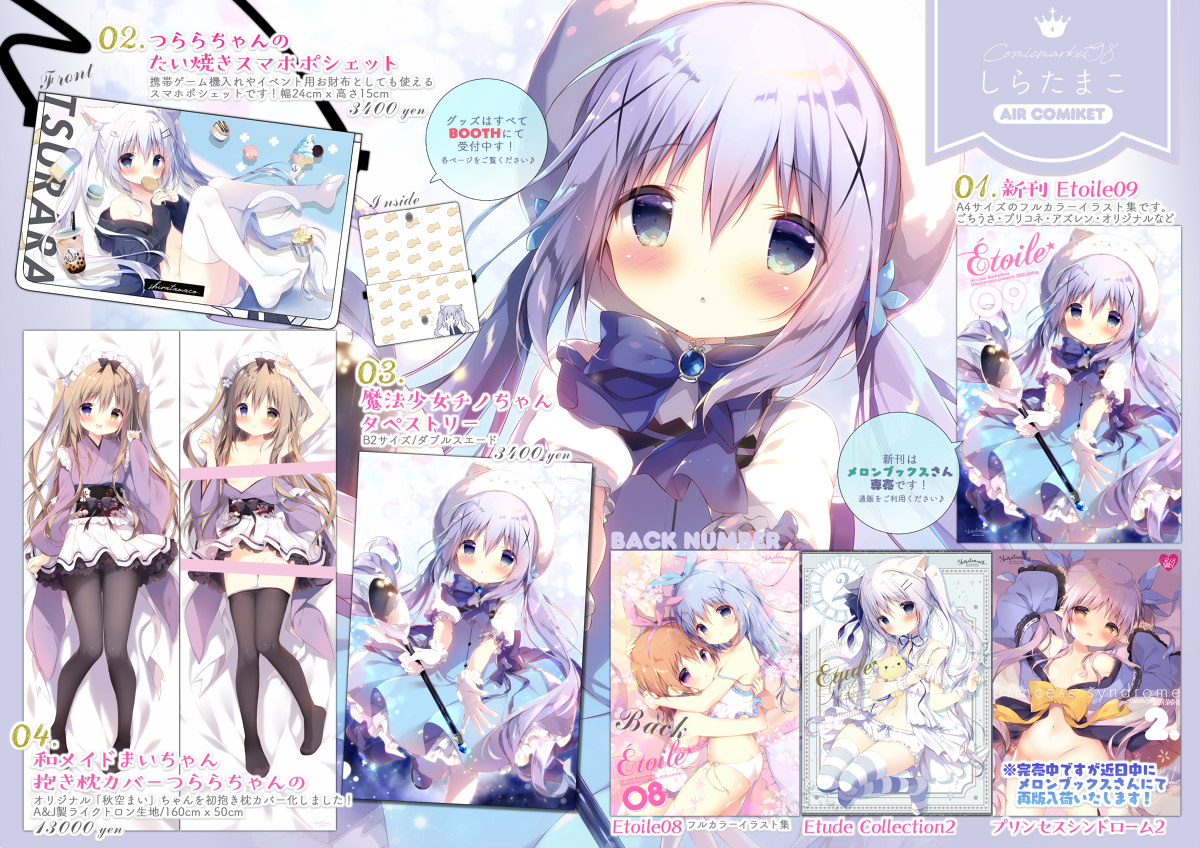 02. つららちゃんの
たい焼きスマホポシェット
携帯ゲーム機入れやイベント用お財布としても使える
スマホポシェットです！幅24cm x 高さ15cm
3400 yen
Front
TSURARA
shiratamaco
Inside
グッズはすべて
BOOTHにて
受付中す！
各ページをご覧ください♪
Comicmarket98
しらたまこ
AIR COMIKET
01. 新刊 Etoile09
A4サイズのフルカラーイラスト集です。
ごちうさ・プリコネ・アズレン・オリジナルなど
Etoile
09
03.
魔法少女チノちゃん
タペストリー
B2サイズ/ダブルスエード
3400 yen
新刊は
メロンブックスさん
専売です！
通販をご利用ください♪
04.
和メイドまいちゃん
抱き枕カバーつららちゃんの
オリジナル「秋空まい」ちゃんを初抱き枕カバー化しました！
A&J製ライクトロン生地/160cm x 50cm
13000 yen
BACK NUMBER
Back
Etoile
08
Etoile08 フルカラーイラスト集
2
Etude
Etude Collection2
princess syndrome
2.
※完売中ですが近日中に
メロンブックスさんにて
再販入荷いたします！
プリンセスシンドローム2